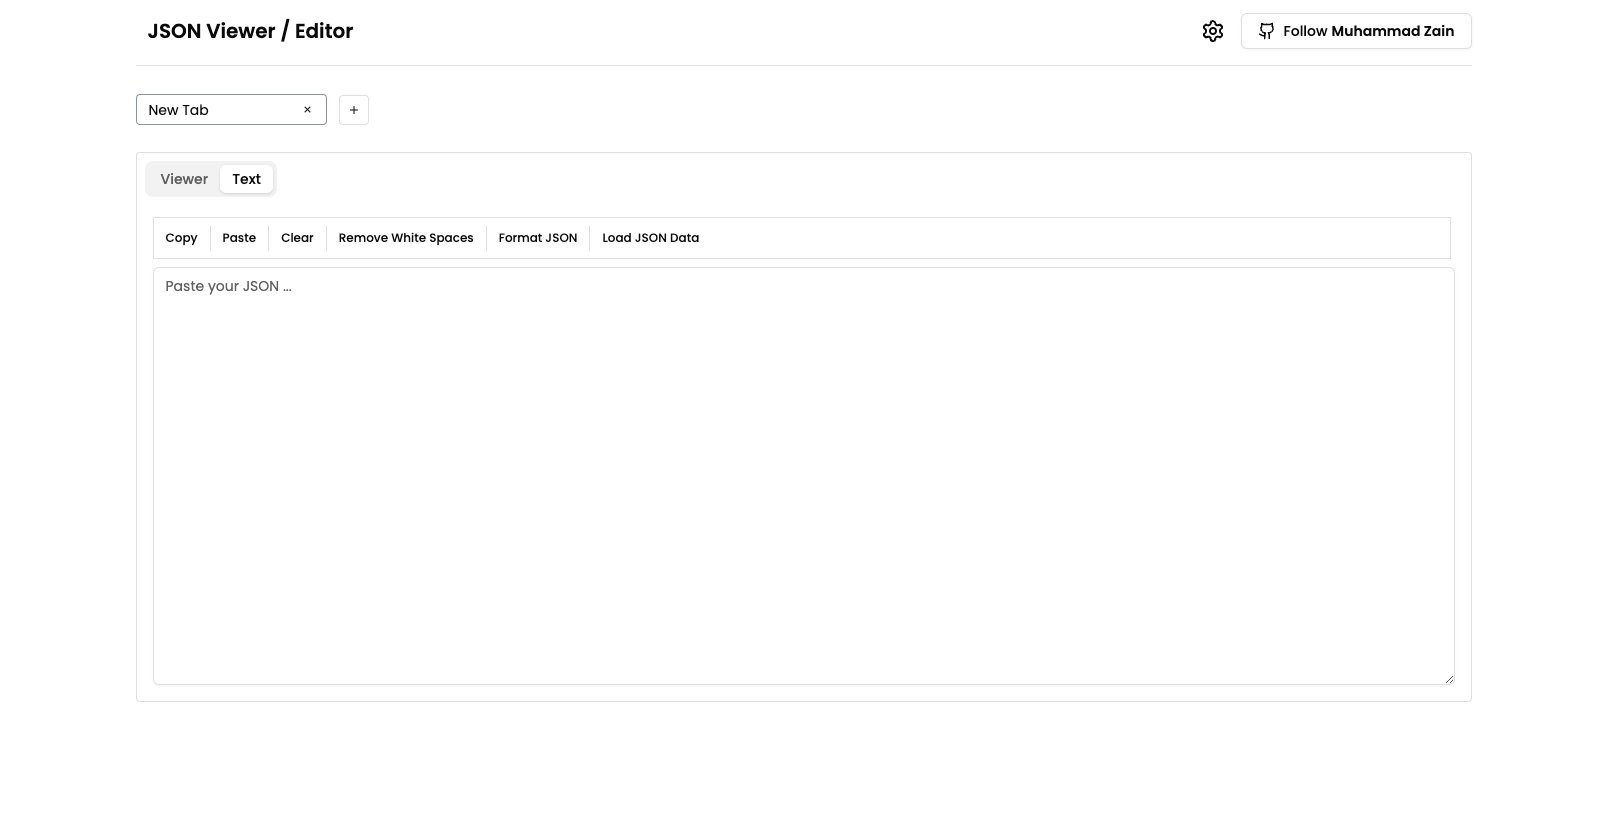 JSON Viewer / Editor
Follow Muhammad Zain
New Tab ×
+
Viewer Text
Copy Paste Clear Remove White Spaces Format JSON Load JSON Data
Paste your JSON ...